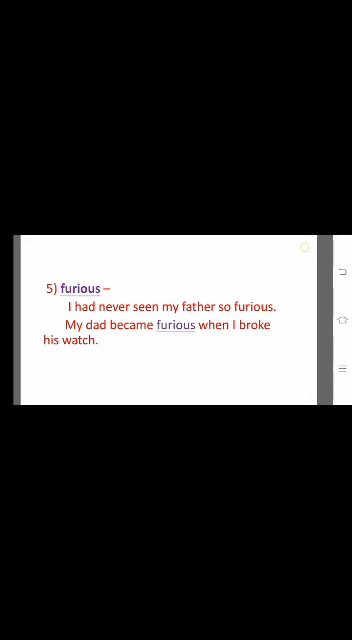 5) furious –
I had never seen my father so furious.
My dad became furious when I broke
his watch.